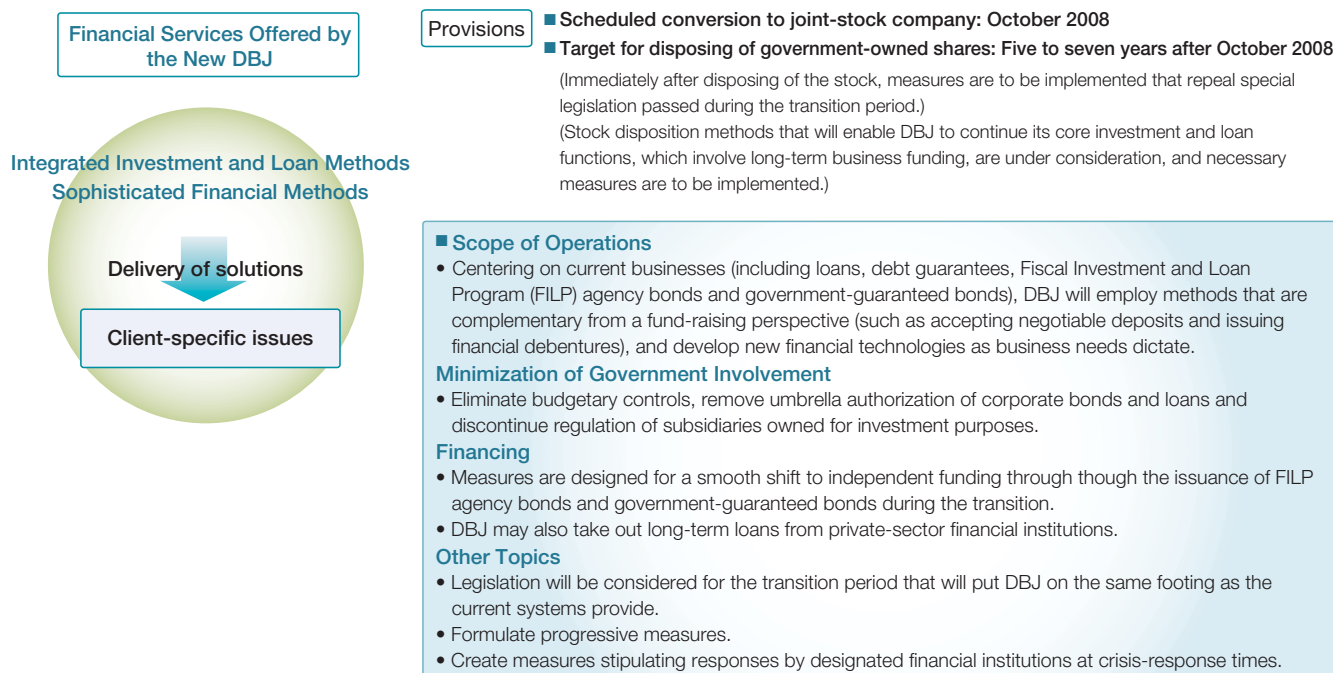 Financial Services Offered by
the New DBJ
Integrated Investment and Loan Methods
Sophisticated Financial Methods
Delivery of solutions
Client-specific issues
Provisions
■ Scheduled conversion to joint-stock company: October 2008
■ Target for disposing of government-owned shares: Five to seven years after October 2008
(Immediately after disposing of the stock, measures are to be implemented that repeal special
legislation passed during the transition period.)
(Stock disposition methods that will enable DBJ to continue its core investment and loan
functions, which involve long-term business funding, are under consideration, and necessary
measures are to be implemented.)
■ Scope of Operations
• Centering on current businesses (including loans, debt guarantees, Fiscal Investment and Loan
Program (FILP) agency bonds and government-guaranteed bonds), DBJ will employ methods that are
complementary from a fund-raising perspective (such as accepting negotiable deposits and issuing
financial debentures), and develop new financial technologies as business needs dictate.
Minimization of Government Involvement
• Eliminate budgetary controls, remove umbrella authorization of corporate bonds and loans and
discontinue regulation of subsidiaries owned for investment purposes.
Financing
• Measures are designed for a smooth shift to independent funding through though the issuance of FILP
agency bonds and government-guaranteed bonds during the transition.
• DBJ may also take out long-term loans from private-sector financial institutions.
Other Topics
• Legislation will be considered for the transition period that will put DBJ on the same footing as the
current systems provide.
• Formulate progressive measures.
• Create measures stipulating responses by designated financial institutions at crisis-response times.